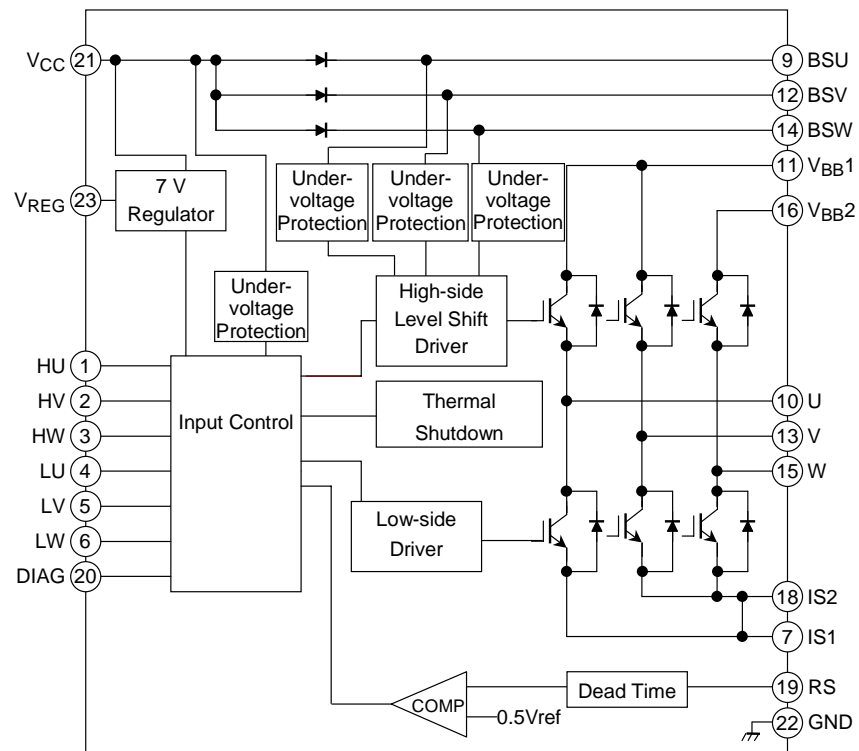 VCC 21
9 BSU
12 BSV
14 BSW
11 VBB1
16 VBB2
VREG 23
7 V
Regulator
Under-
voltage
Protection
Under-
voltage
Protection
Under-
voltage
Protection
Under-
voltage
Protection
High-side
Level Shift
Driver
HU 1
HV 2
HW 3
LU 4
LV 5
LW 6
DIAG 20
Input Control
Thermal
Shutdown
Low-side
Driver
10 U
13 V
15 W
18 IS2
7 IS1
COMP
0.5Vref
Dead Time
19 RS
22 GND